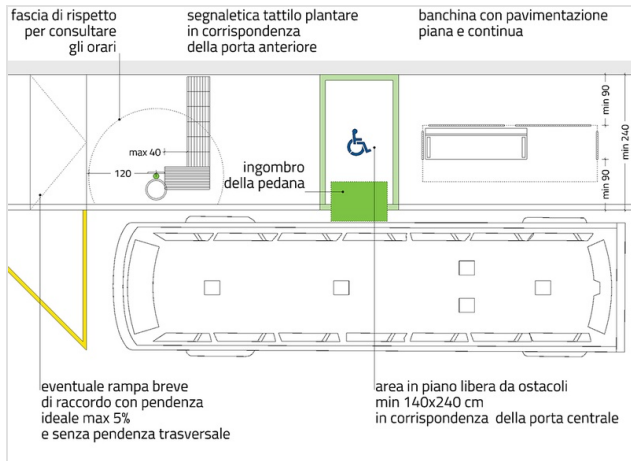 fascia di rispetto
per consultare
gli orari
segnaletica tattilo plantare
in corrispondenza
della porta anteriore
banchina con pavimentazione
piana e continua
max 40
120
ingombro
della pedana
min 90
min 90
min 240
eventuale rampa breve
di raccordo con pendenza
ideale max 5%
e senza pendenza trasversale
area in piano libera da ostacoli
min 140x240 cm
in corrispondenza della porta centrale